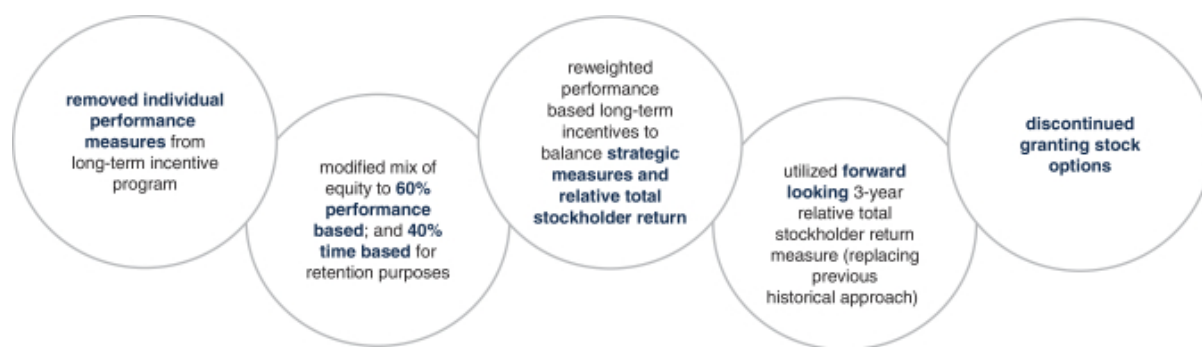 removed individual
performance
measures from
long-term incentive
program
modified mix of
equity to 60%
performance
based; and 40%
time based for
retention purposes
reweighted
performance
based long-term
incentives to
balance strategic
measures and
relative total
stockholder return
utilized forward
looking 3-year
relative total
stockholder return
measure (replacing
previous
historical approach)
discontinued
granting stock
options